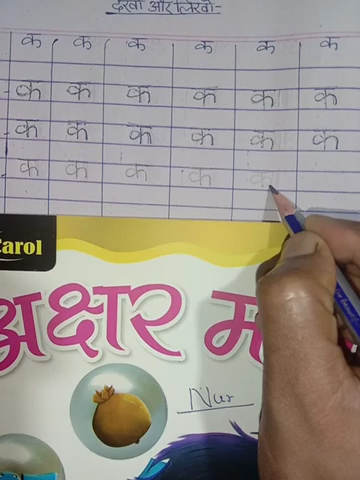 देखो और लिखो-
क क क क क क
क क क क क क
क क क क क क
क क क क क
Carol
अक्षर म
Nur